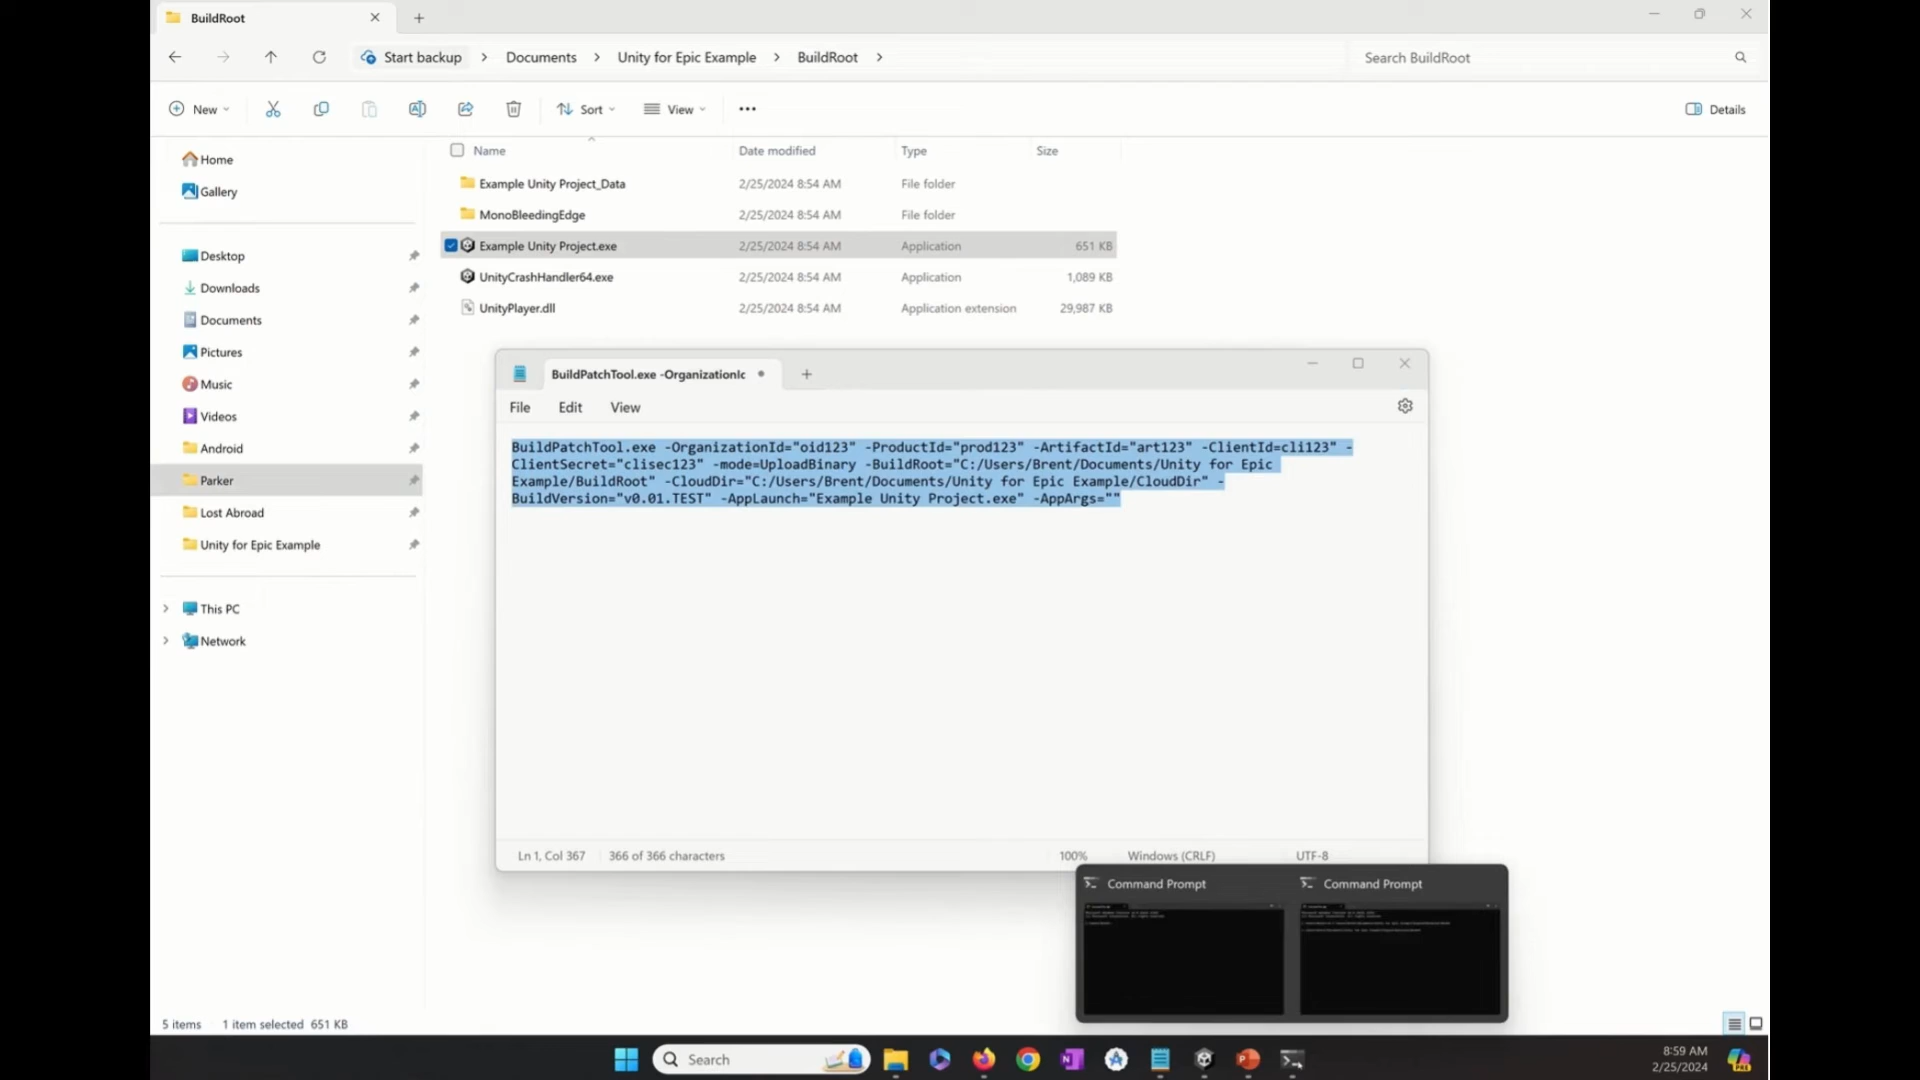 BuildRoot
Start backup > Documents > Unity for Epic Example > BuildRoot >
Search BuildRoot
New
Sort
View
Details
Name
Date modified
Type
Size
Home
Gallery
Desktop
Downloads
Documents
Pictures
Music
Videos
Android
Parker
Lost Abroad
Unity for Epic Example
This PC
Network
Example Unity Project_Data 2/25/2024 8:54 AM File folder
MonoBleedingEdge 2/25/2024 8:54 AM File folder
Example Unity Project.exe 2/25/2024 8:54 AM Application 651 KB
UnityCrashHandler64.exe 2/25/2024 8:54 AM Application 1,089 KB
UnityPlayer.dll 2/25/2024 8:54 AM Application extension 29,987 KB
BuildPatchTool.exe -OrganizationIc
File Edit View
BuildPatchTool.exe -OrganizationId="oid123" -ProductId="prod123" -ArtifactId="art123" -ClientId=cli123" -
ClientSecret="clisec123" -mode=UploadBinary -BuildRoot="C:/Users/Brent/Documents/Unity for Epic
Example/BuildRoot" -CloudDir="C:/Users/Brent/Documents/Unity for Epic Example/CloudDir" -
BuildVersion="v0.01.TEST" -AppLaunch="Example Unity Project.exe" -AppArgs=""
Ln 1, Col 367 366 of 366 characters 100% Windows (CRLF) UTF-8
Command Prompt
Command Prompt
5 items 1 item selected 651 KB
Search
8:59 AM
2/25/2024